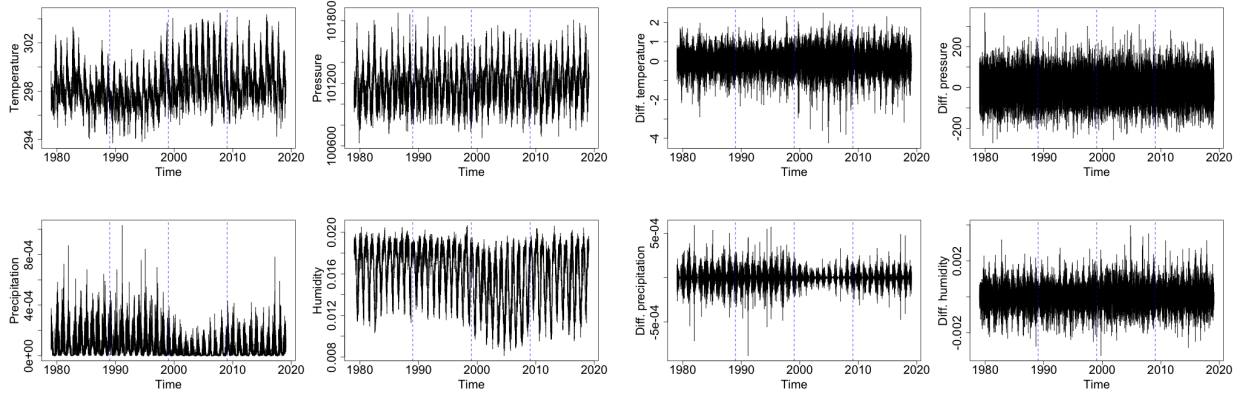 Temperature
294 298 302
1980 1990 2000 2010 2020
Time
Pressure
100600 101200 101800
1980 1990 2000 2010 2020
Time
Diff. temperature
-4 -2 0 1 2
1980 1990 2000 2010 2020
Time
Diff. pressure
-200 0 200
1980 1990 2000 2010 2020
Time
Precipitation
0e+00 4e-04 8e-04
1980 1990 2000 2010 2020
Time
Humidity
0.008 0.012 0.016 0.020
1980 1990 2000 2010 2020
Time
Diff. precipitation
-5e-04 5e-04
1980 1990 2000 2010 2020
Time
Diff. humidity
-0.002 0.002
1980 1990 2000 2010 2020
Time